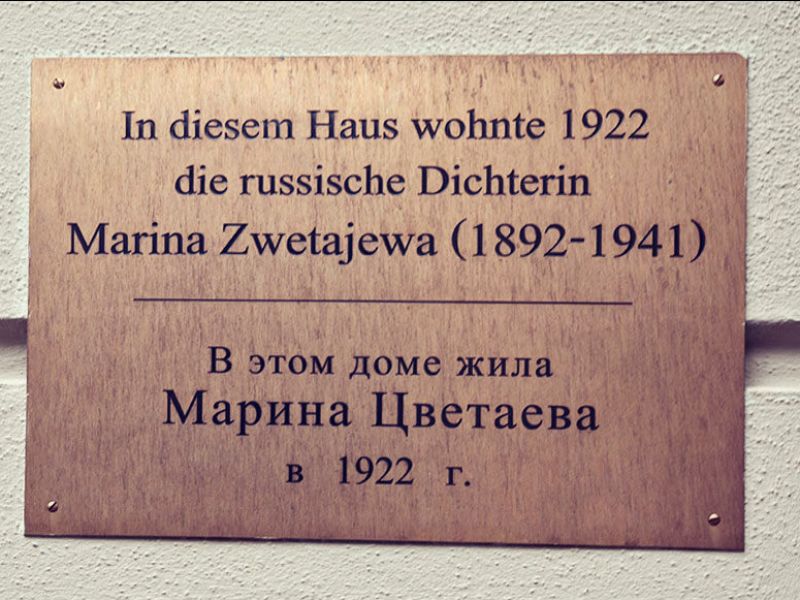 In diesem Haus wohnte 1922
die russische Dichterin
Marina Zwetajewa (1892-1941)
В этом доме жила
Марина Цветаева
в 1922 г.